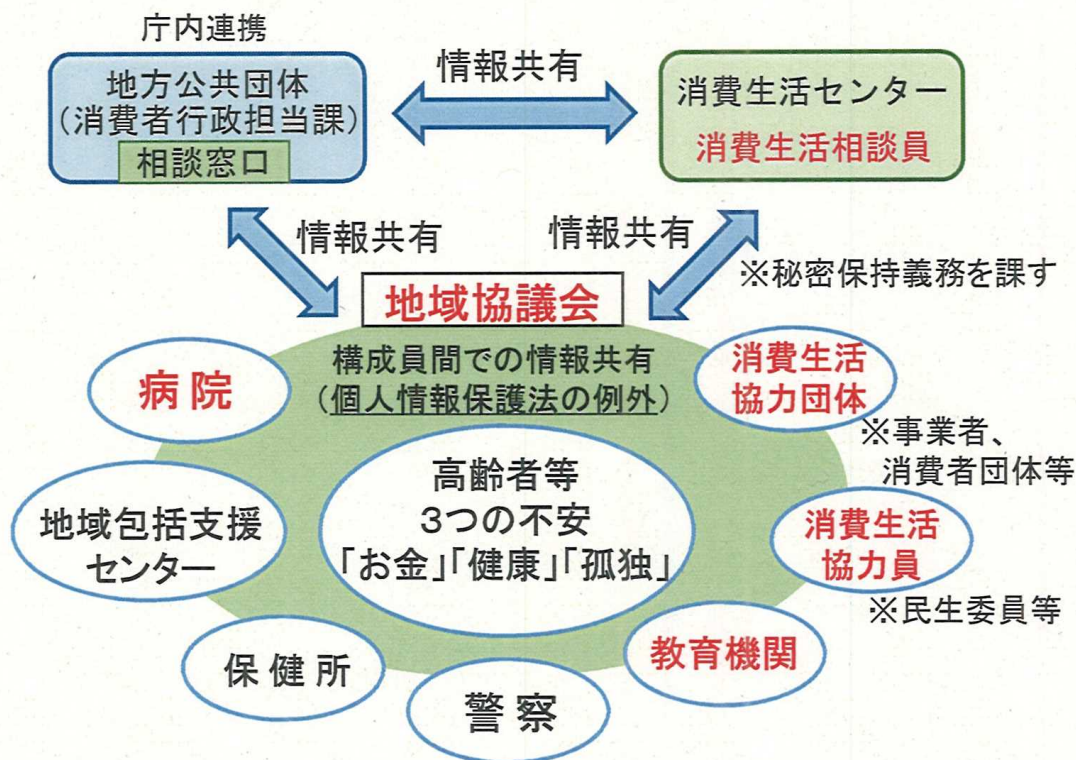 庁内連携
地方公共団体
(消費者行政担当課)
相談窓口
情報共有
消費生活センター
消費生活相談員
情報共有
情報共有
※秘密保持義務を課す
地域協議会
構成員間での情報共有
(個人情報保護法の例外)
病院
消費生活
協力団体
※事業者、
消費者団体等
高齢者等
3つの不安
「お金」「健康」「孤独」
地域包括支援
センター
消費生活
協力員
※民生委員等
保健所
警察
教育機関